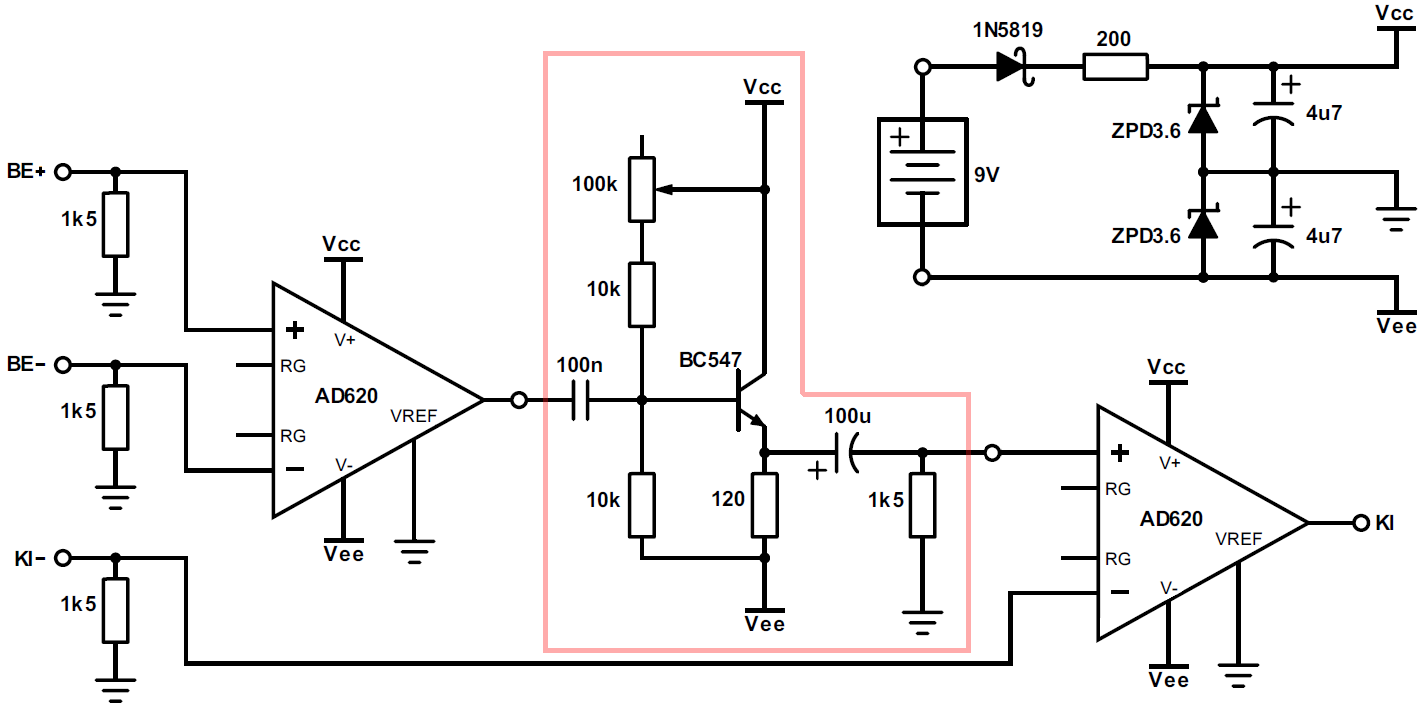 1N5819
200
Vcc
+
4u7
ZPD3.6
+
9V
+
4u7
ZPD3.6
Vee
Vcc
100k
10k
100n
BC547
100u
+
10k
120
1k5
Vee
BE+
1k5
Vcc
+
V+
RG
AD620
VREF
RG
V-
−
Vee
BE−
1k5
KI−
1k5
Vcc
+
V+
RG
AD620
VREF
RG
V-
−
Vee
KI